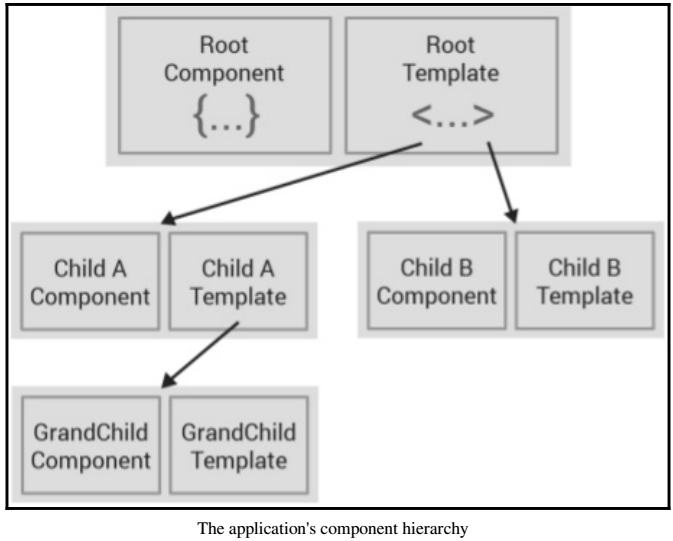 Root
Component
{...}
Root
Template
<...>
Child A
Component
Child A
Template
Child B
Component
Child B
Template
GrandChild
Component
GrandChild
Template
The application's component hierarchy